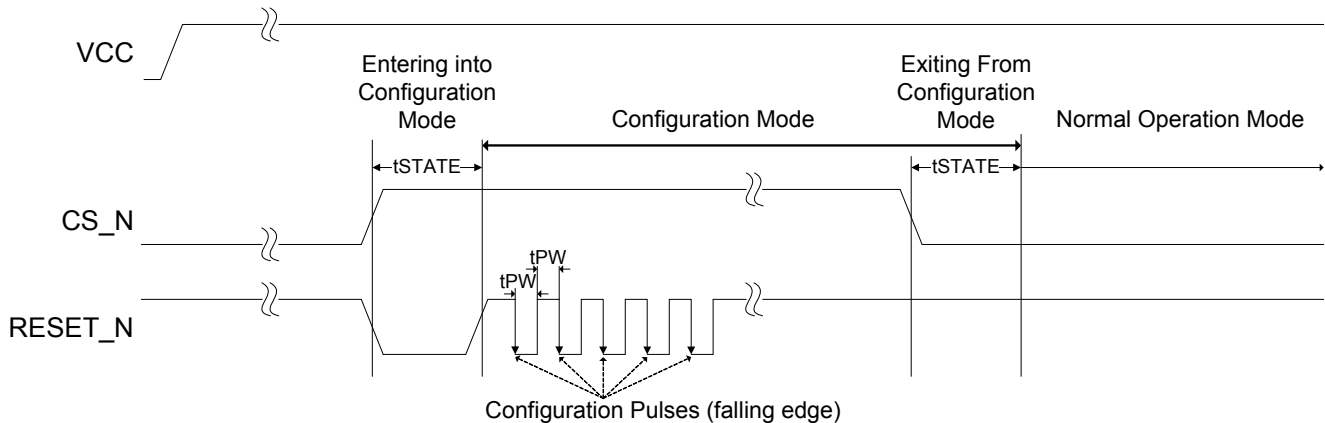 VCC
Entering into
Configuration
Mode
Configuration Mode
Exiting From
Configuration
Mode
Normal Operation Mode
tSTATE
tSTATE
CS_N
tPW
tPW
RESET_N
Configuration Pulses (falling edge)